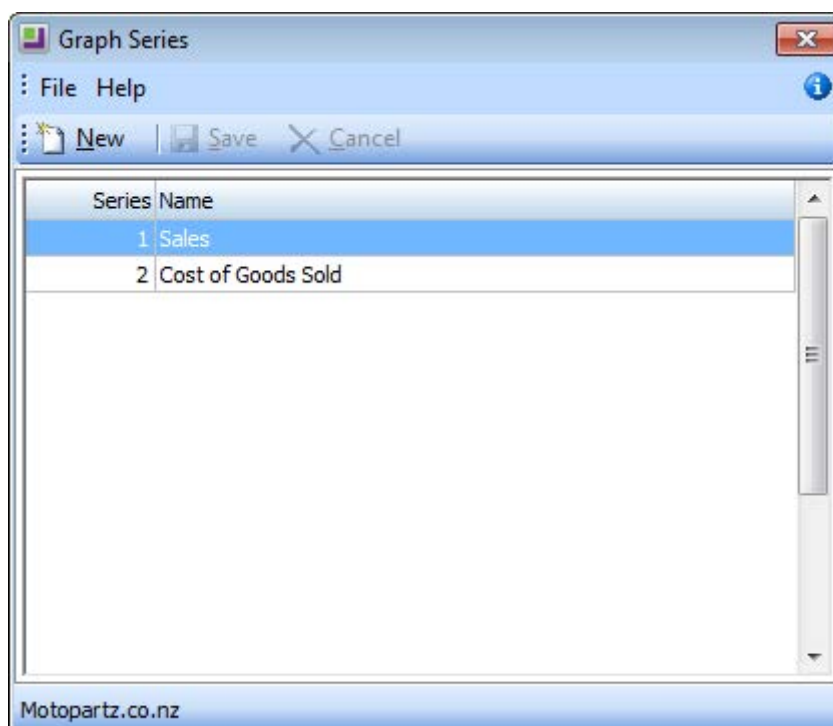 Graph Series
File Help
New Save Cancel
Series Name
1 Sales
2 Cost of Goods Sold
Motopartz.co.nz